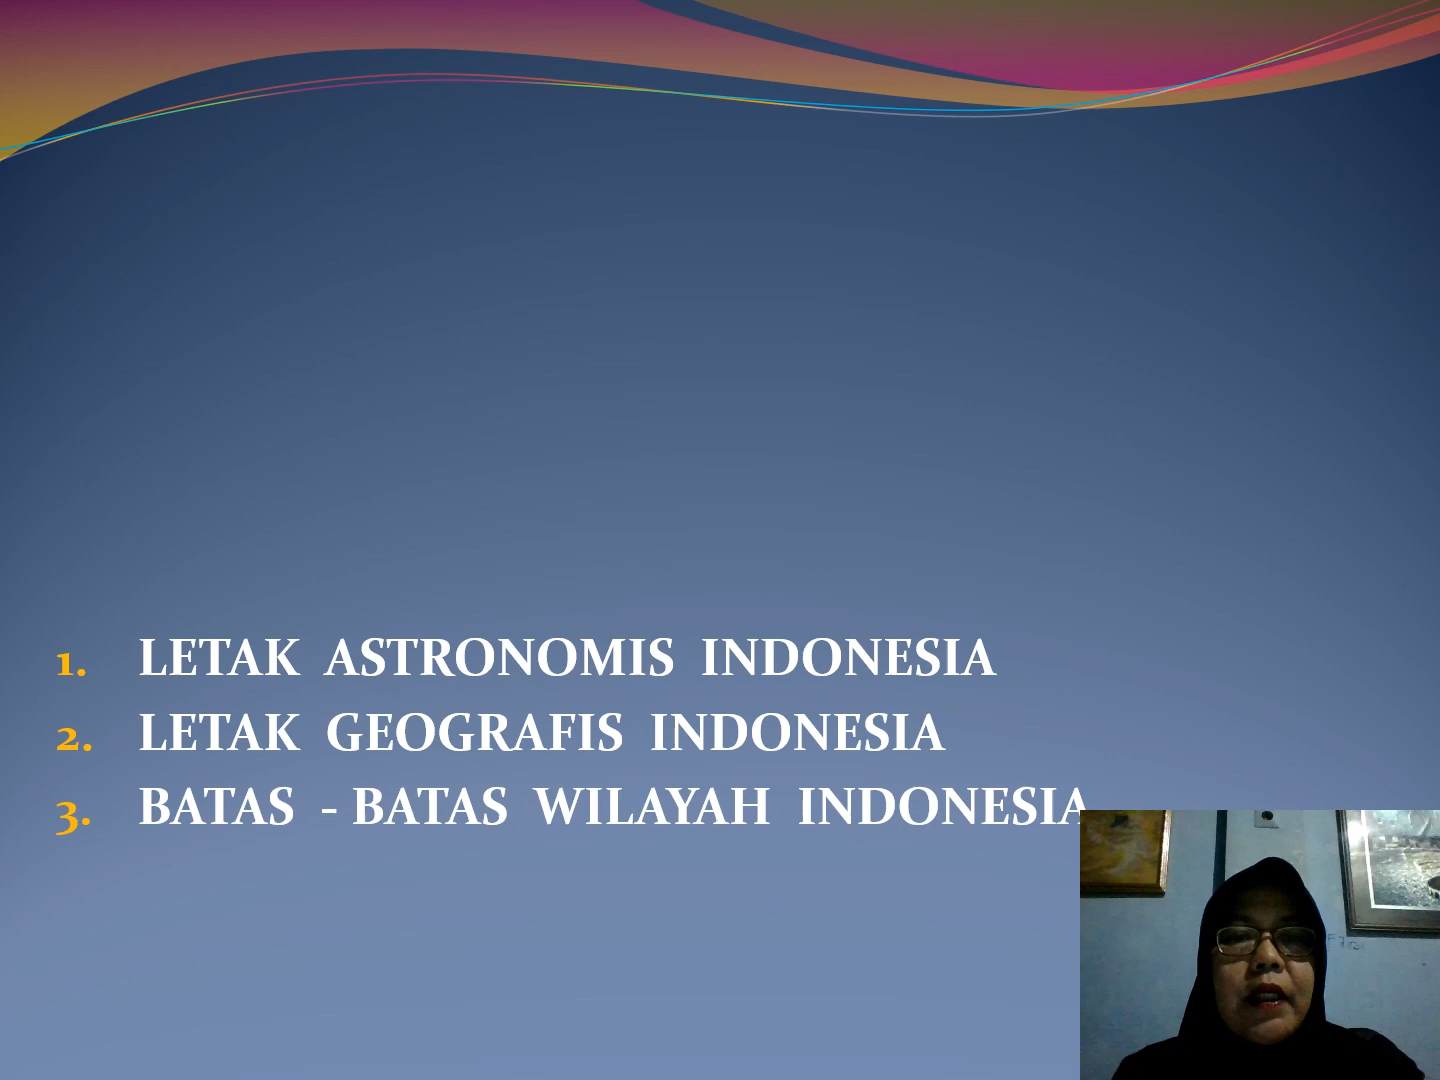 1. LETAK ASTRONOMIS INDONESIA
2. LETAK GEOGRAFIS INDONESIA
3. BATAS - BATAS WILAYAH INDONESIA